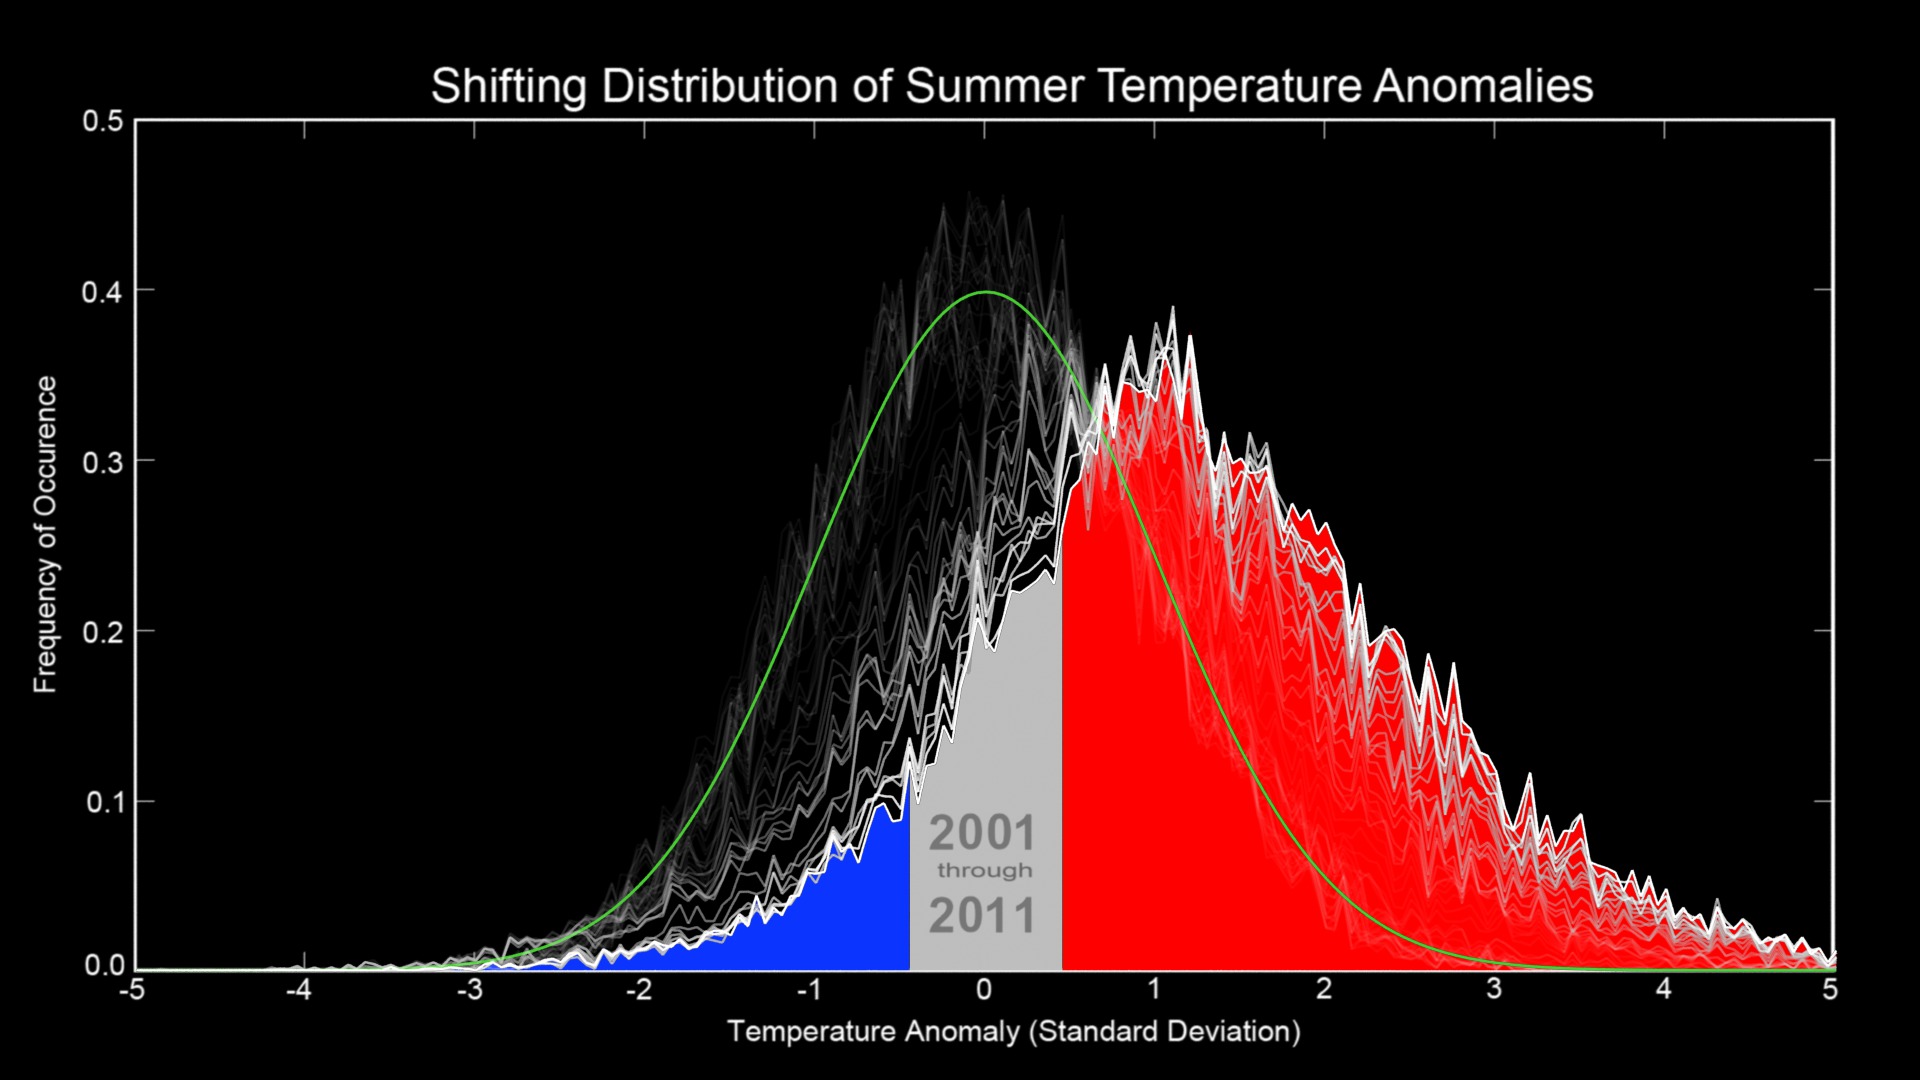 Shifting Distribution of Summer Temperature Anomalies
0.5
0.4
0.3
0.2
0.1
0.0
Frequency of Occurence
2001
through
2011
-5 -4 -3 -2 -1 0 1 2 3 4 5
Temperature Anomaly (Standard Deviation)